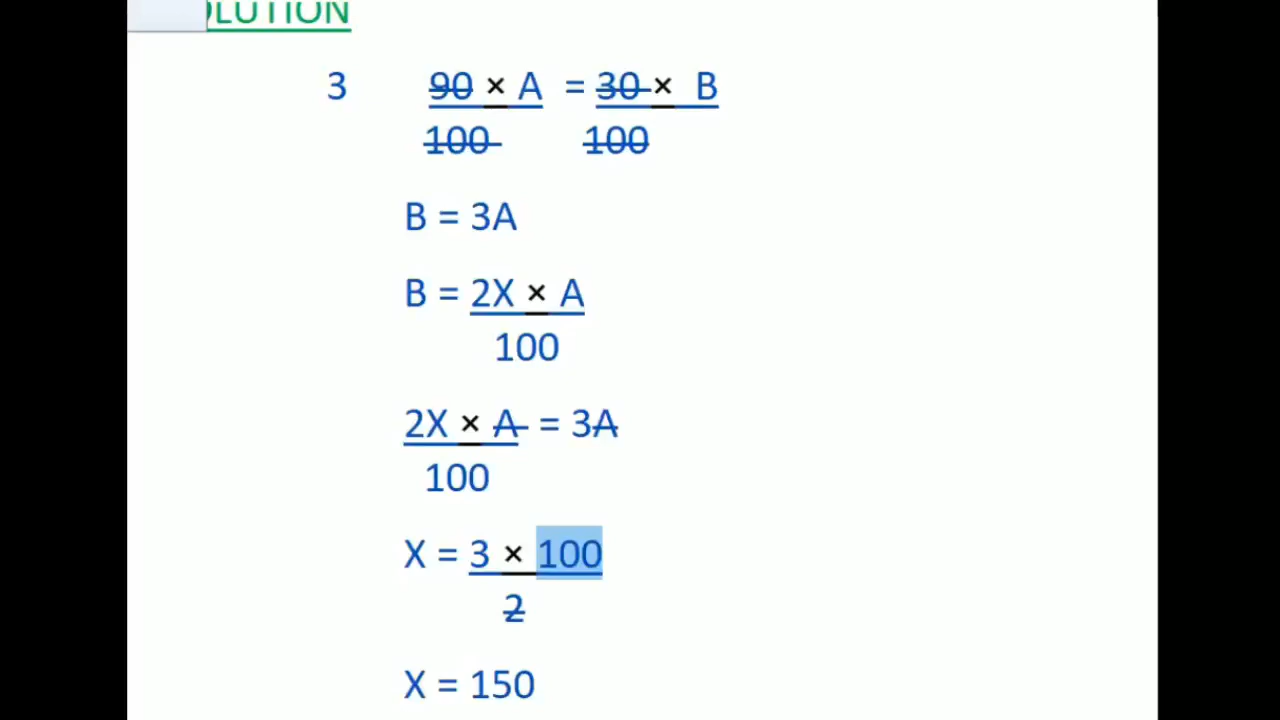 OLUTION
3 90 × A = 30 × B
100 100
B = 3A
B = 2X × A
100
2X × A = 3A
100
X = 3 × 100
2
X = 150